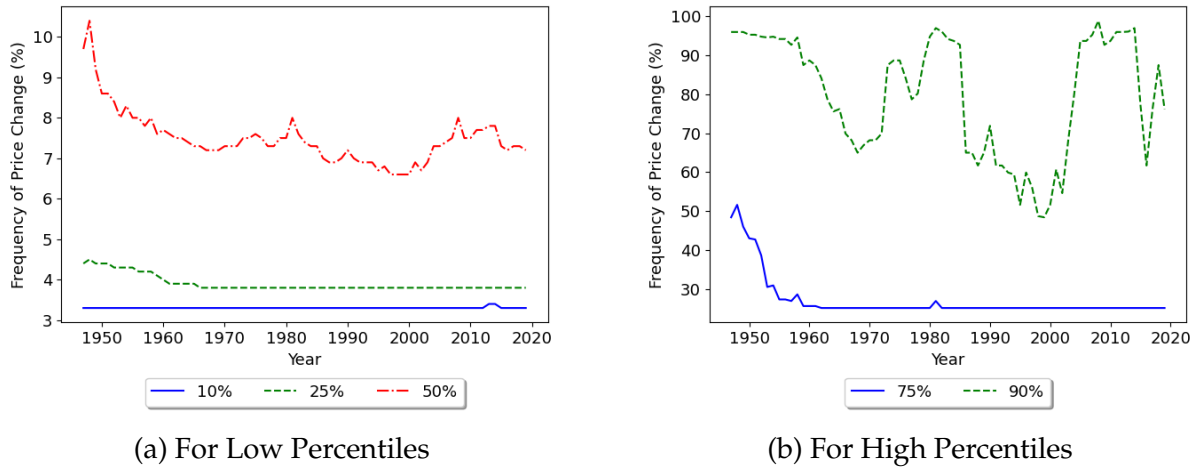 Frequency of Price Change (%)
10
9
8
7
6
5
4
3
1950 1960 1970 1980 1990 2000 2010 2020
Year
10% 25% 50%
(a) For Low Percentiles
Frequency of Price Change (%)
100
90
80
70
60
50
40
30
1950 1960 1970 1980 1990 2000 2010 2020
Year
75% 90%
(b) For High Percentiles